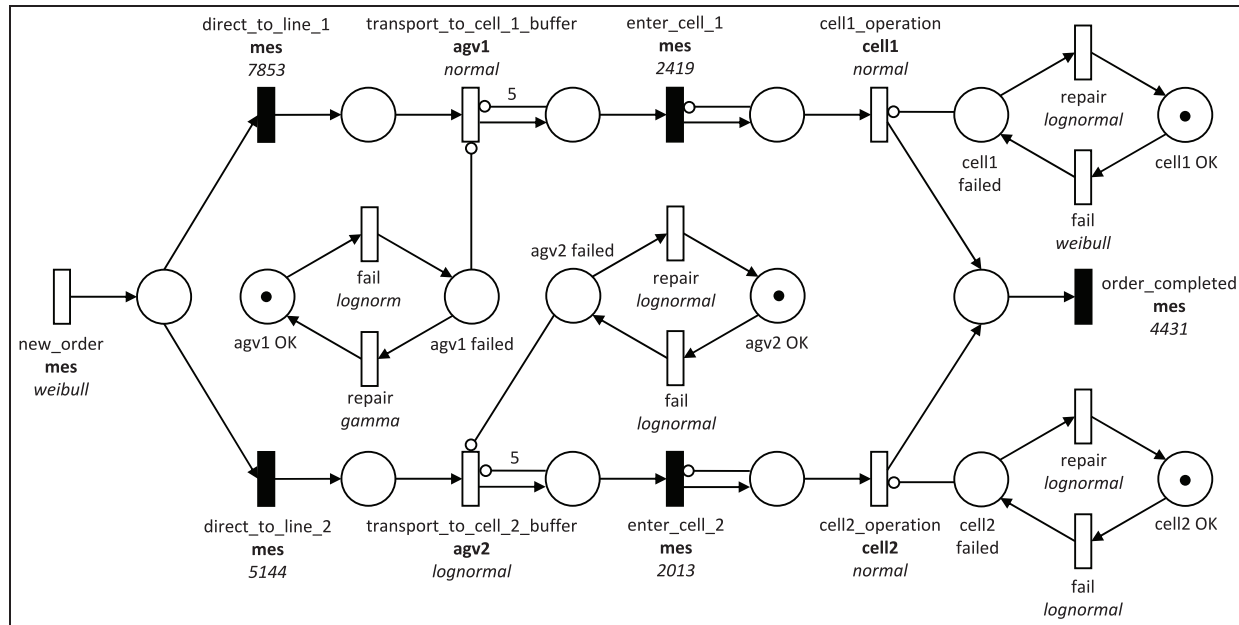 direct_to_line_1
mes
7853
transport_to_cell_1_buffer
agv1
normal
5
enter_cell_1
mes
2419
cell1_operation
cell1
normal
repair
lognormal
cell1
failed
cell1 OK
fail
weibull
new_order
mes
weibull
fail
lognorm
agv1 OK
agv1 failed
repair
gamma
agv2 failed
repair
lognormal
agv2 OK
fail
lognormal
order_completed
mes
4431
direct_to_line_2
mes
5144
5
transport_to_cell_2_buffer
agv2
lognormal
enter_cell_2
mes
2013
cell2_operation
cell2
normal
repair
lognormal
cell2
failed
cell2 OK
fail
lognormal